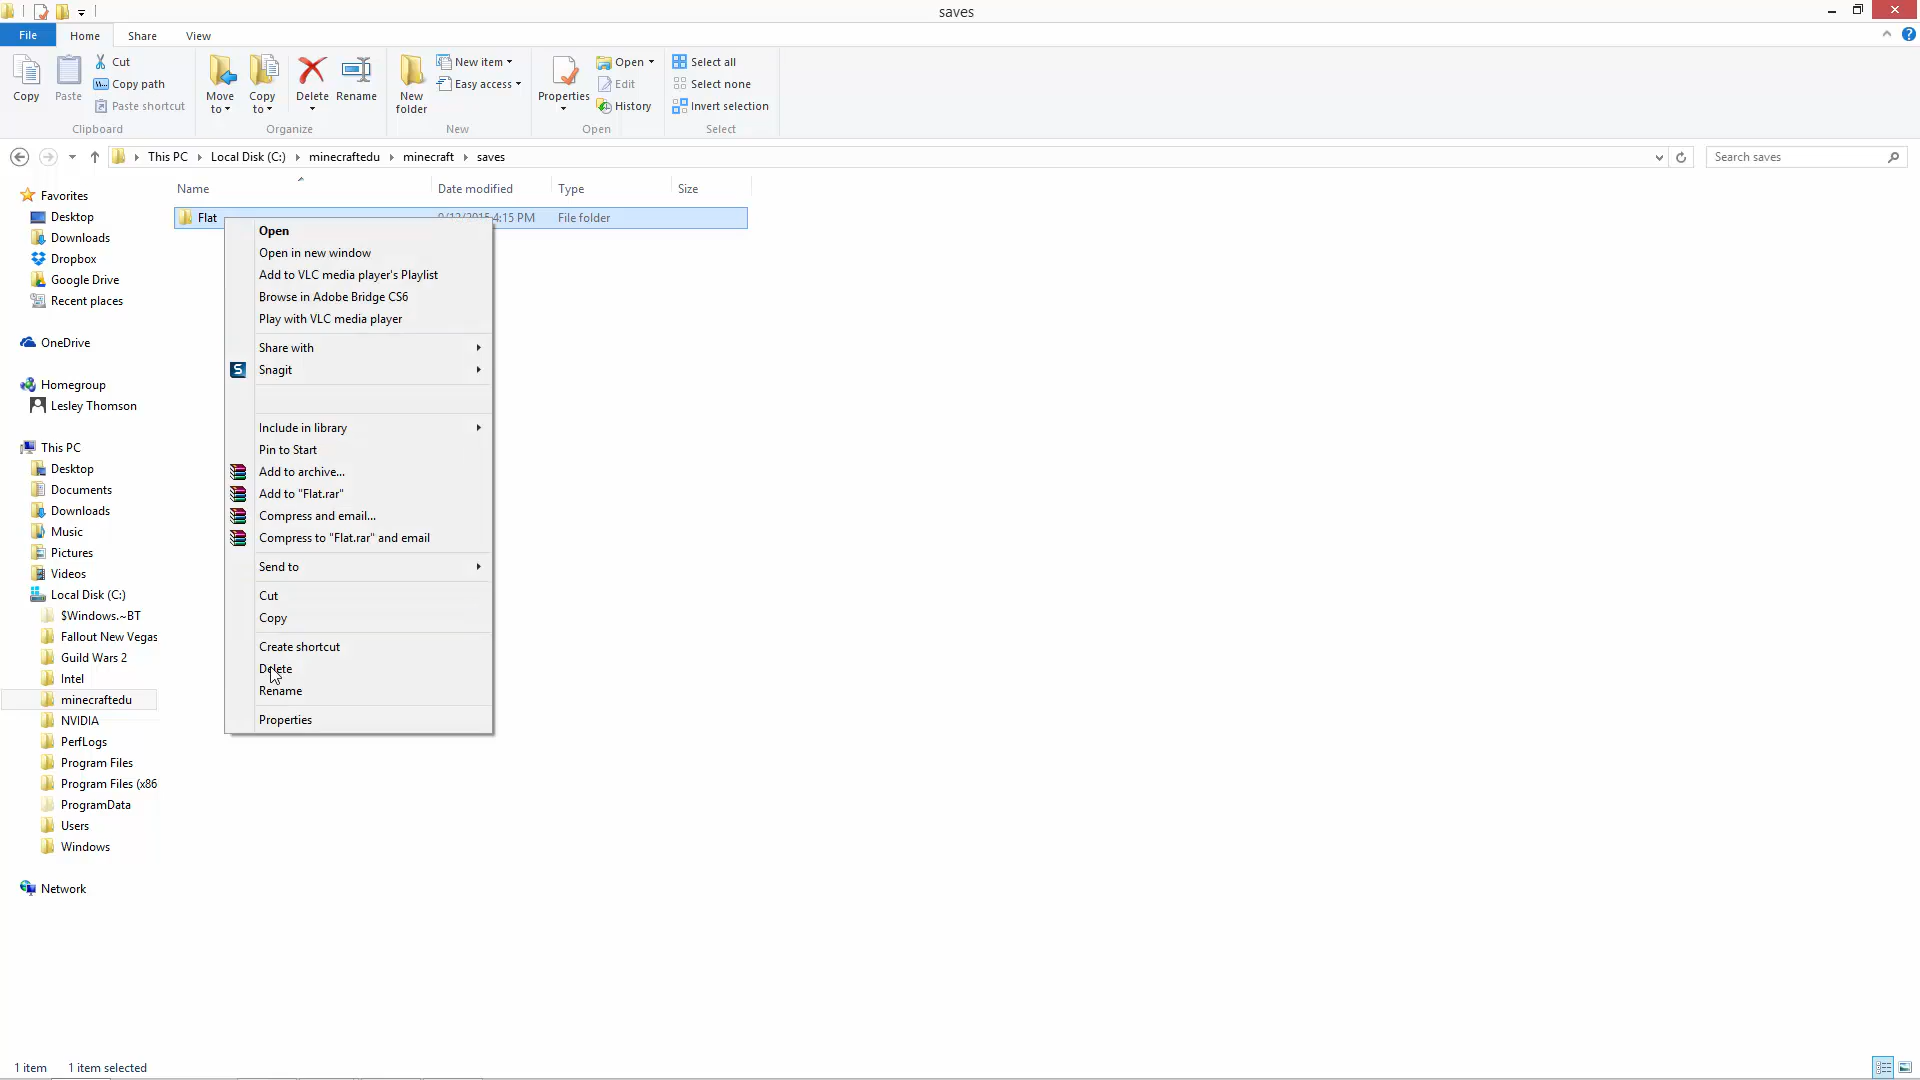 saves
File Home Share View
Copy
Paste
Cut
Copy path
Paste shortcut
Clipboard
Move to
Copy to
Delete
Rename
Organize
New folder
New item
Easy access
New
Properties
Open
Edit
History
Open
Select all
Select none
Invert selection
Select
This PC Local Disk (C:) minecraftedu minecraft saves
Search saves
Name Date modified Type Size
Flat 4:15 PM File folder
Favorites
Desktop
Downloads
Dropbox
Google Drive
Recent places
OneDrive
Homegroup
Lesley Thomson
This PC
Desktop
Documents
Downloads
Music
Pictures
Videos
Local Disk (C:)
$Windows.~BT
Fallout New Vegas
Guild Wars 2
Intel
minecraftedu
NVIDIA
PerfLogs
Program Files
Program Files (x86
ProgramData
Users
Windows
Network
Open
Open in new window
Add to VLC media player's Playlist
Browse in Adobe Bridge CS6
Play with VLC media player
Share with
S Snagit
Include in library
Pin to Start
Add to archive...
Add to "Flat.rar"
Compress and email...
Compress to "Flat.rar" and email
Send to
Cut
Copy
Create shortcut
Delete
Rename
Properties
1 item 1 item selected